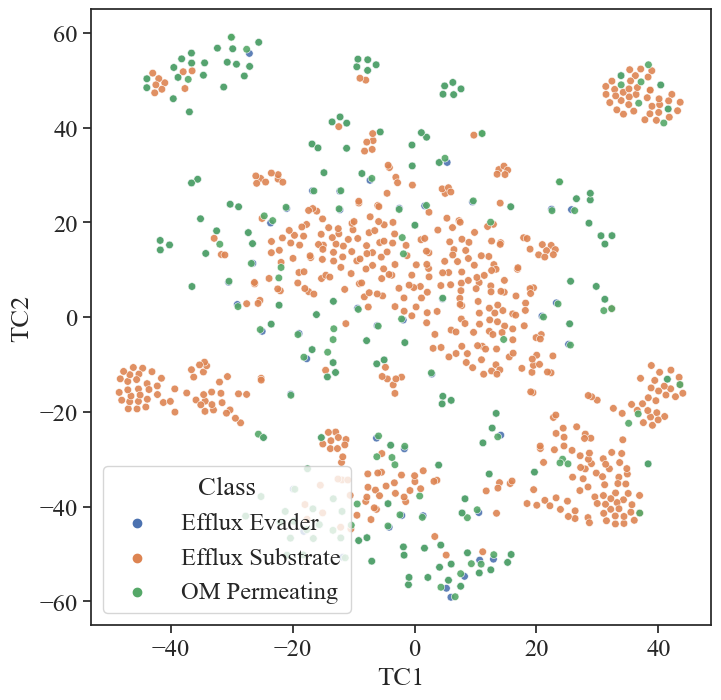 60
40
20
0
−20
−40
−60
TC2
Class
Efflux Evader
Efflux Substrate
OM Permeating
−40
−20
0
20
40
TC1